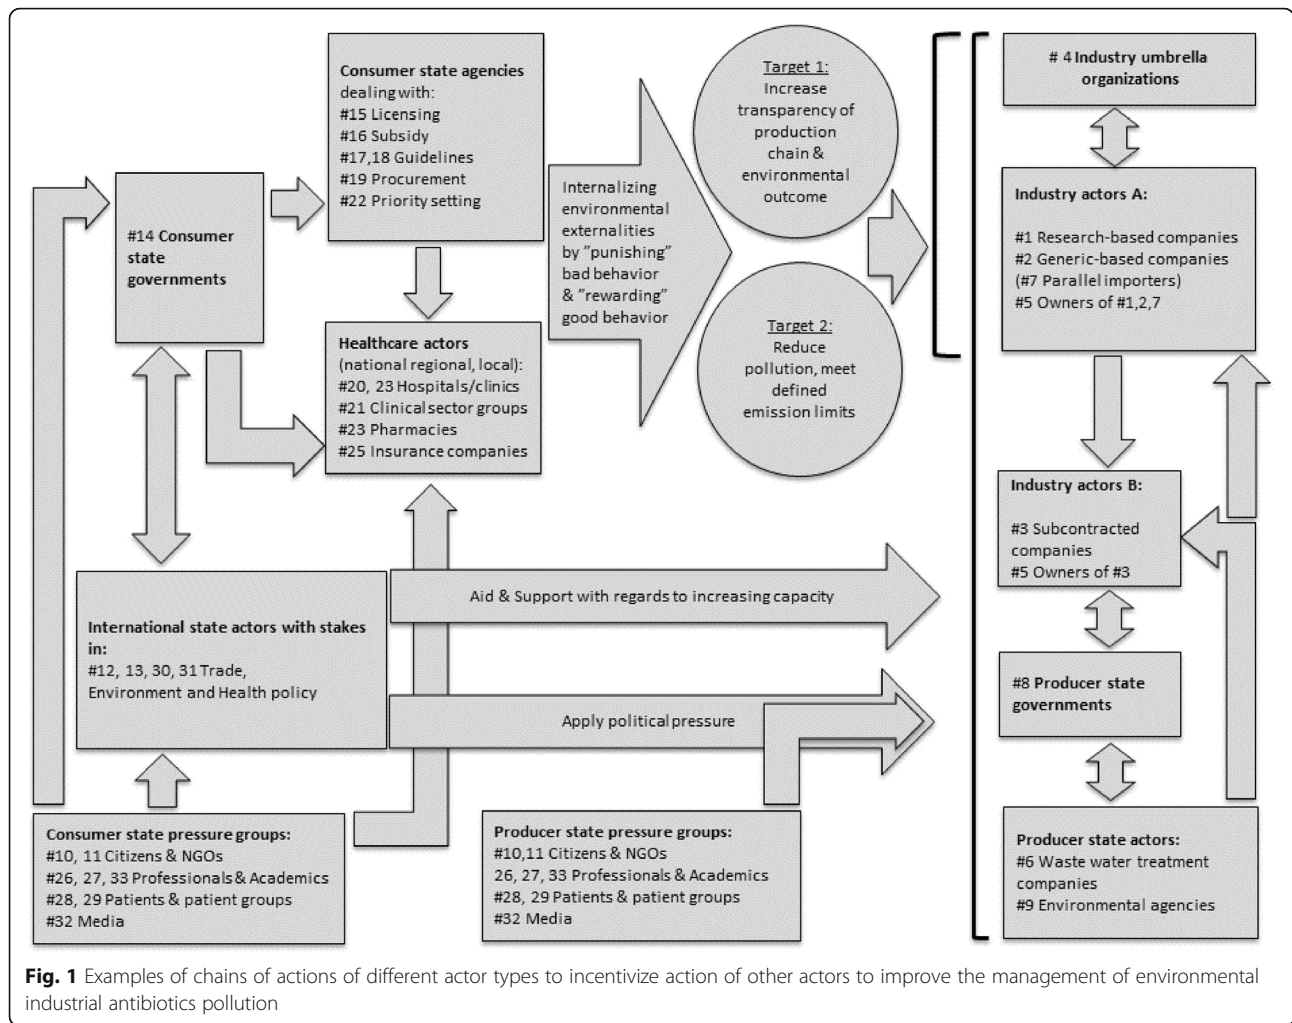 Consumer state agencies
dealing with:
#15 Licensing
#16 Subsidy
#17,18 Guidelines
#19 Procurement
#22 Priority setting
#14 Consumer
state
governments
Healthcare actors
(national regional, local):
#20, 23 Hospitals/clinics
#21 Clinical sector groups
#23 Pharmacies
#25 Insurance companies
Internalizing
environmental
externalities
by "punishing"
bad behavior
& "rewarding"
good behavior
Target 1:
Increase
transparency of
production
chain &
environmental
outcome
Target 2:
Reduce
pollution, meet
defined
emission limits
# 4 Industry umbrella
organizations
Industry actors A:
#1 Research-based companies
#2 Generic-based companies
(#7 Parallel importers)
#5 Owners of #1,2,7
Industry actors B:
#3 Subcontracted
companies
#5 Owners of #3
#8 Producer state
governments
Producer state actors:
#6 Waste water treatment
companies
#9 Environmental agencies
International state actors with stakes
in:
#12, 13, 30, 31 Trade,
Environment and Health policy
Aid & Support with regards to increasing capacity
Apply political pressure
Consumer state pressure groups:
#10, 11 Citizens & NGOs
#26, 27, 33 Professionals & Academics
#28, 29 Patients & patient groups
#32 Media
Producer state pressure groups:
#10,11 Citizens & NGOs
26, 27, 33 Professionals & Academics
#28, 29 Patients & patient groups
#32 Media
Fig. 1 Examples of chains of actions of different actor types to incentivize action of other actors to improve the management of environmental
industrial antibiotics pollution